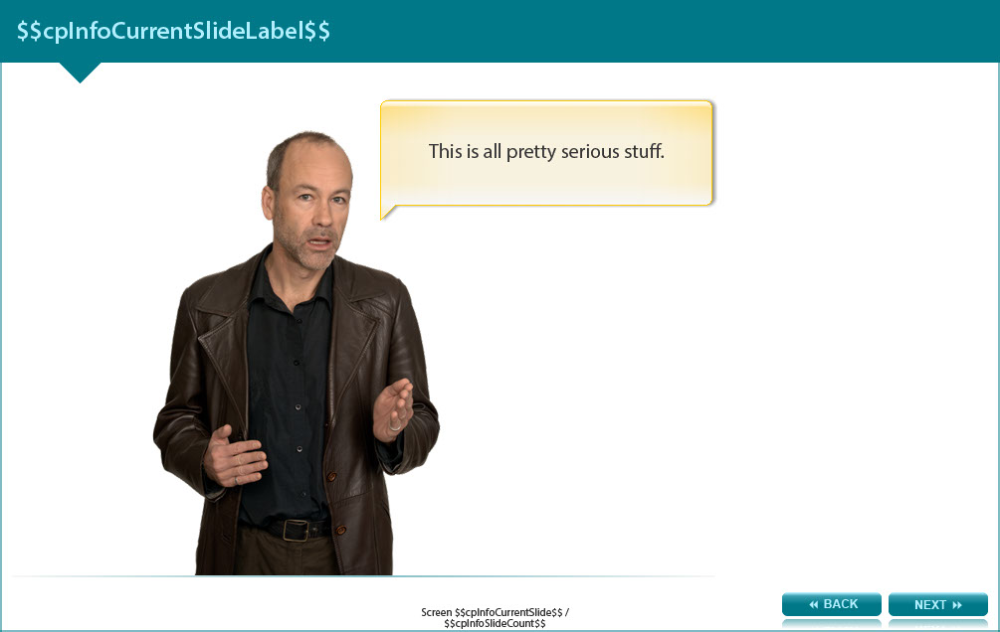 $$cpInfoCurrentSlideLabel$$
This is all pretty serious stuff.
Screen $$cpInfoCurrentSlide$$ /
$$cpInfoSlideCount$$
BACK
NEXT